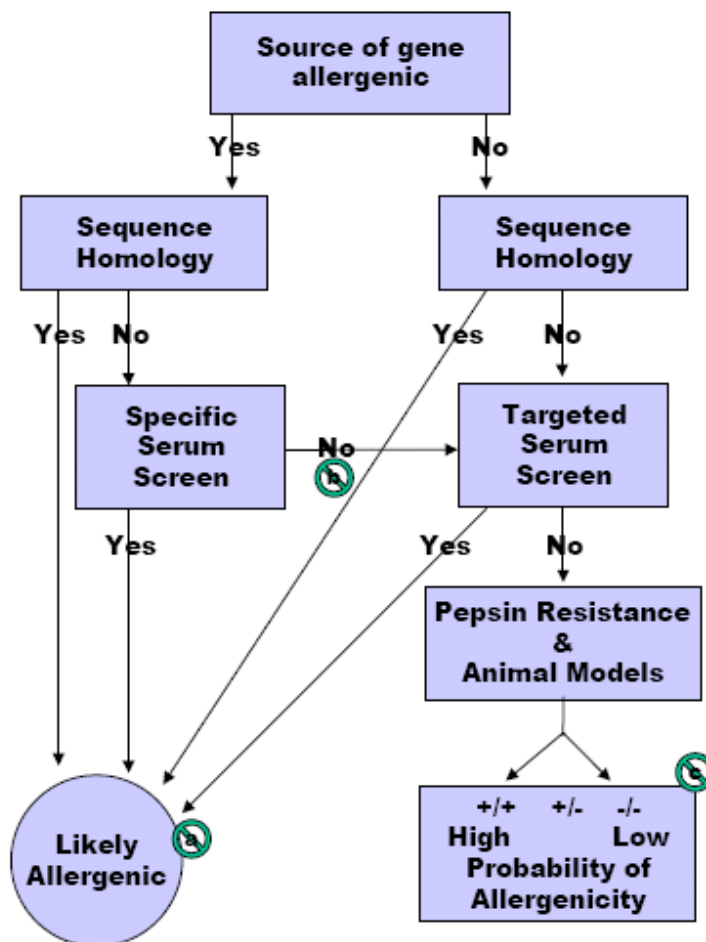 Source of gene
allergenic
Yes
No
Sequence
Homology
Sequence
Homology
Yes
No
Yes
No
Specific
Serum
Screen
No
b
Targeted
Serum
Screen
Yes
Yes
No
Pepsin Resistance
&
Animal Models
c
+/+ +/- -/-
High Low
Probability of
Allergenicity
Likely
Allergenic
a